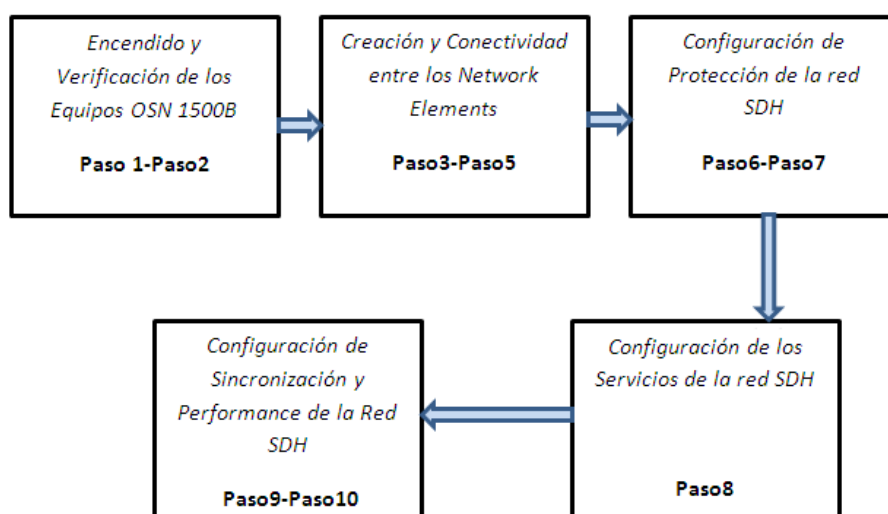 Encendido y
Verificación de los
Equipos OSN 1500B
Paso 1-Paso2
Creación y Conectividad
entre los Network
Elements
Paso3-Paso5
Configuración de
Protección de la red
SDH
Paso6-Paso7
Configuración de los
Servicios de la red SDH
Paso8
Configuración de
Sincronización y
Performance de la Red
SDH
Paso9-Paso10